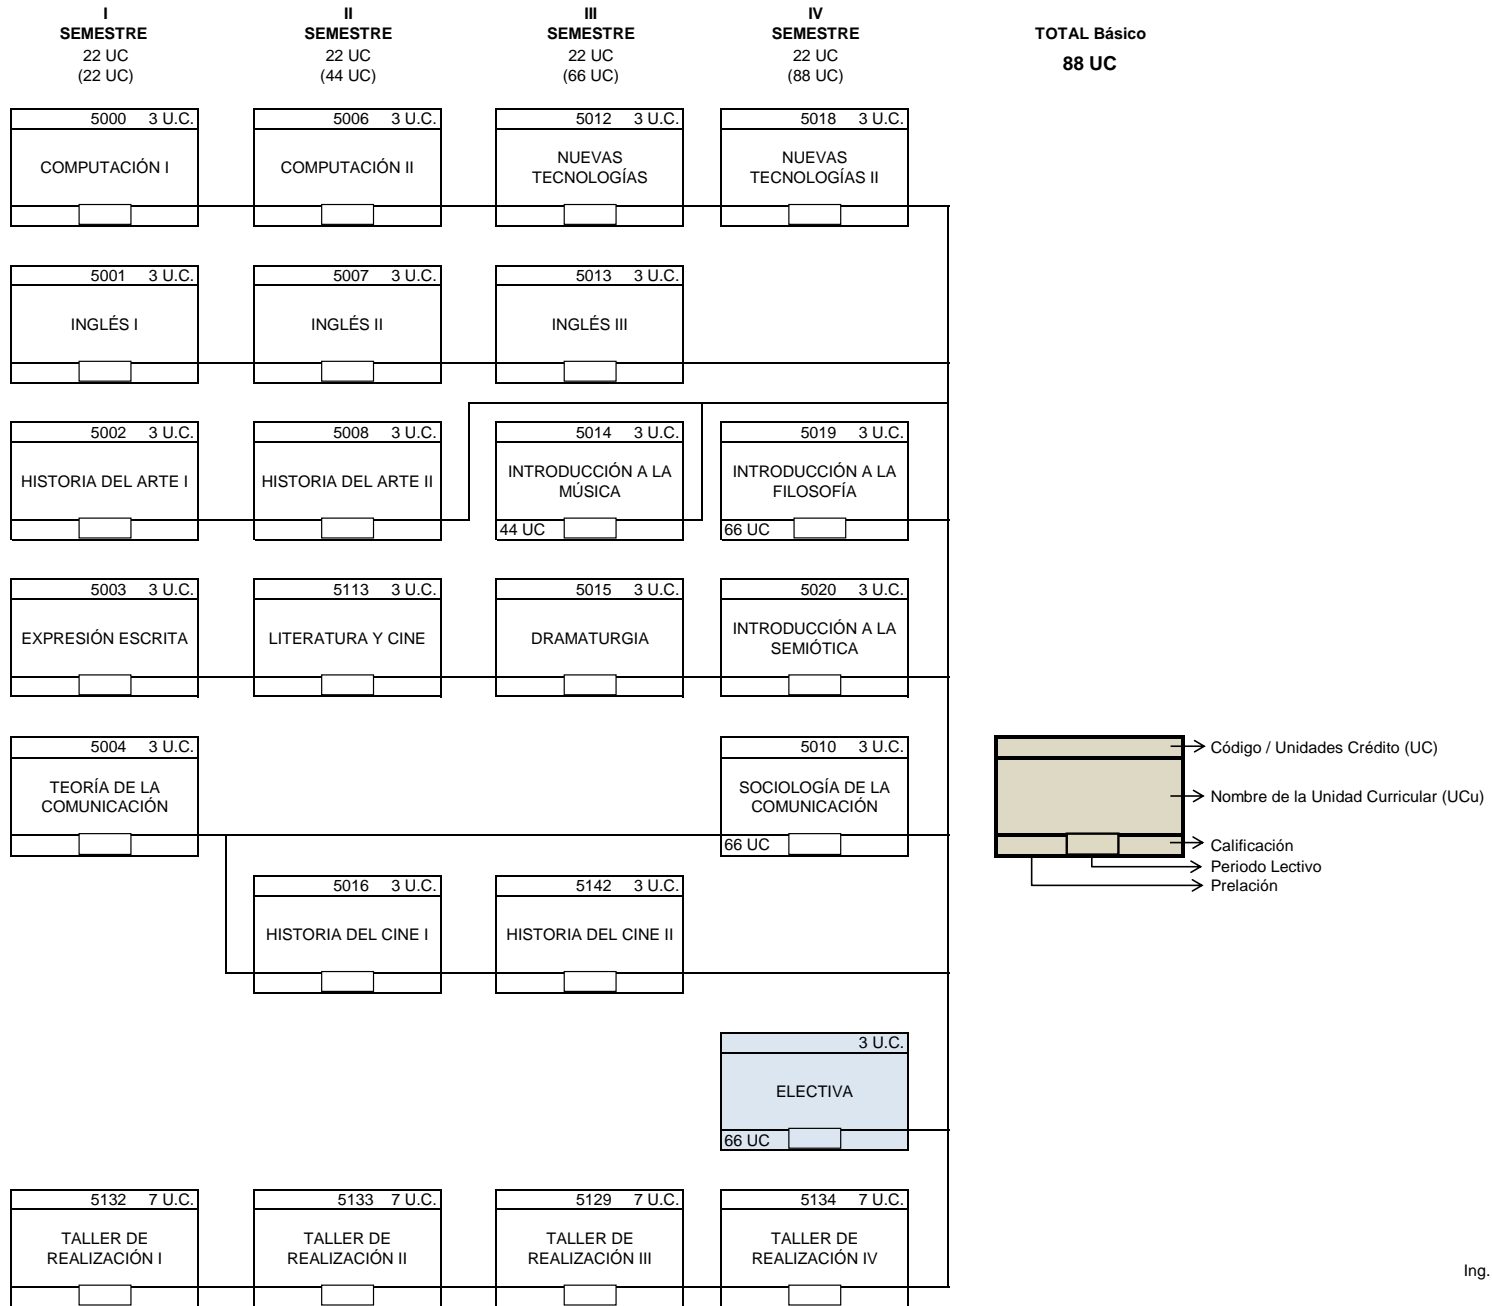 I
SEMESTRE
22 UC
(22 UC)
II
SEMESTRE
22 UC
(44 UC)
III
SEMESTRE
22 UC
(66 UC)
IV
SEMESTRE
22 UC
(88 UC)
TOTAL Básico
88 UC
5000 3 U.C.
COMPUTACIÓN I
5006 3 U.C.
COMPUTACIÓN II
5012 3 U.C.
NUEVAS
TECNOLOGÍAS
5018 3 U.C.
NUEVAS
TECNOLOGÍAS II
5001 3 U.C.
INGLÉS I
5007 3 U.C.
INGLÉS II
5013 3 U.C.
INGLÉS III
5002 3 U.C.
HISTORIA DEL ARTE I
5008 3 U.C.
HISTORIA DEL ARTE II
5014 3 U.C.
INTRODUCCIÓN A LA
MÚSICA
44 UC
5019 3 U.C.
INTRODUCCIÓN A LA
FILOSOFÍA
66 UC
5003 3 U.C.
EXPRESIÓN ESCRITA
5113 3 U.C.
LITERATURA Y CINE
5015 3 U.C.
DRAMATURGIA
5020 3 U.C.
INTRODUCCIÓN A LA
SEMIÓTICA
5004 3 U.C.
TEORÍA DE LA
COMUNICACIÓN
5010 3 U.C.
SOCIOLOGÍA DE LA
COMUNICACIÓN
66 UC
Código / Unidades Crédito (UC)
Nombre de la Unidad Curricular (UCu)
Calificación
Periodo Lectivo
Prelación
5016 3 U.C.
HISTORIA DEL CINE I
5142 3 U.C.
HISTORIA DEL CINE II
3 U.C.
ELECTIVA
66 UC
5132 7 U.C.
TALLER DE
REALIZACIÓN I
5133 7 U.C.
TALLER DE
REALIZACIÓN II
5129 7 U.C.
TALLER DE
REALIZACIÓN III
5134 7 U.C.
TALLER DE
REALIZACIÓN IV
Ing.